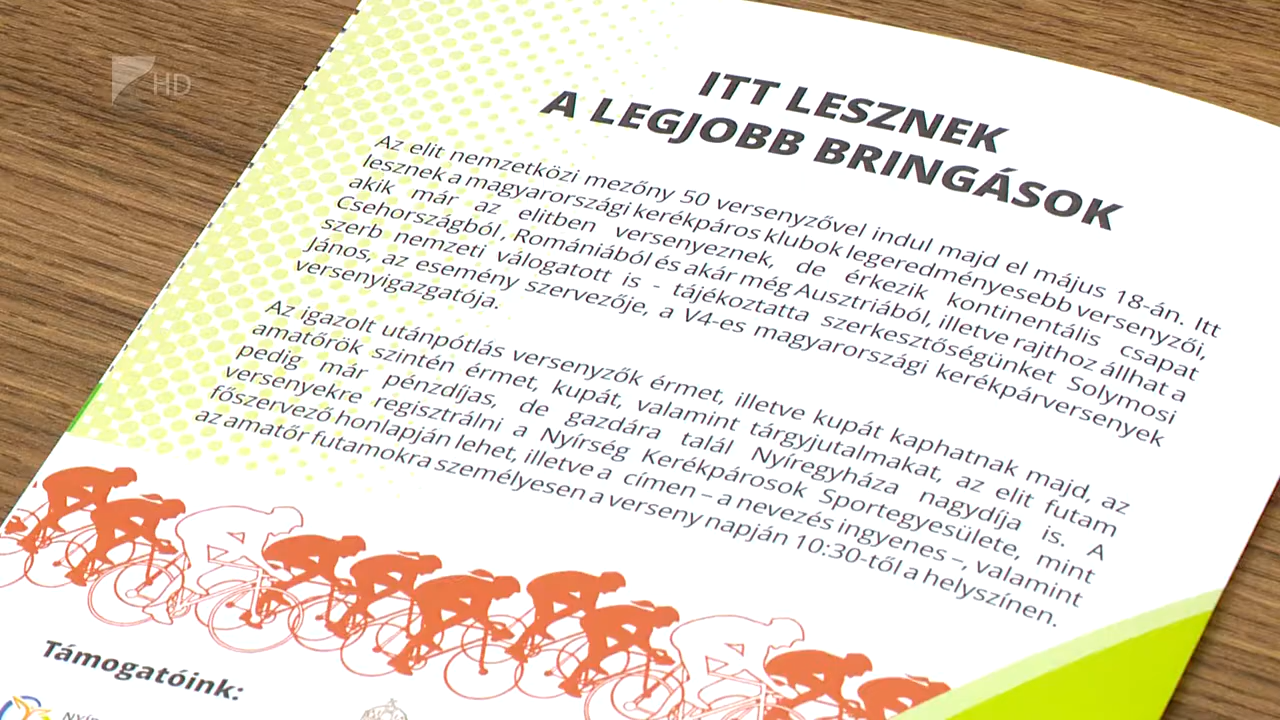 HD
ITT LESZNEK
A LEGJOBB BRINGÁSOK
Az elit nemzetközi mezőny 50 versenyzővel indul majd el május 18-án. Itt
lesznek a magyarországi kerékpáros klubok legeredményesebb versenyzői,
akik már az elitben versenyeznek, de érkezik kontinentális csapat
Csehországból, Romániából és akár még Ausztriából, illetve rajthoz állhat a
szerb nemzeti válogatott is - tájékoztatta szerkesztőségünket Solymosi
János, az esemény szervezője, a V4-es magyarországi kerékpárversenyek
versenyigazgatója.
Az igazolt utánpótlás versenyzők érmet, illetve kupát kaphatnak majd, az
amatőrök szintén érmet, kupát, valamint tárgyjutalmakat, az elit futam
pedig már pénzdíjas, de gazdára talál Nyíregyháza nagydíja is. A
versenyekre regisztrálni a Nyírség Kerékpárosok Sportegyesülete, mint
főszervező honlapján lehet, illetve a címen – a nevezés ingyenes –, valamint
az amatőr futamokra személyesen a verseny napján 10:30-től a helyszínen.
Támogatóink: